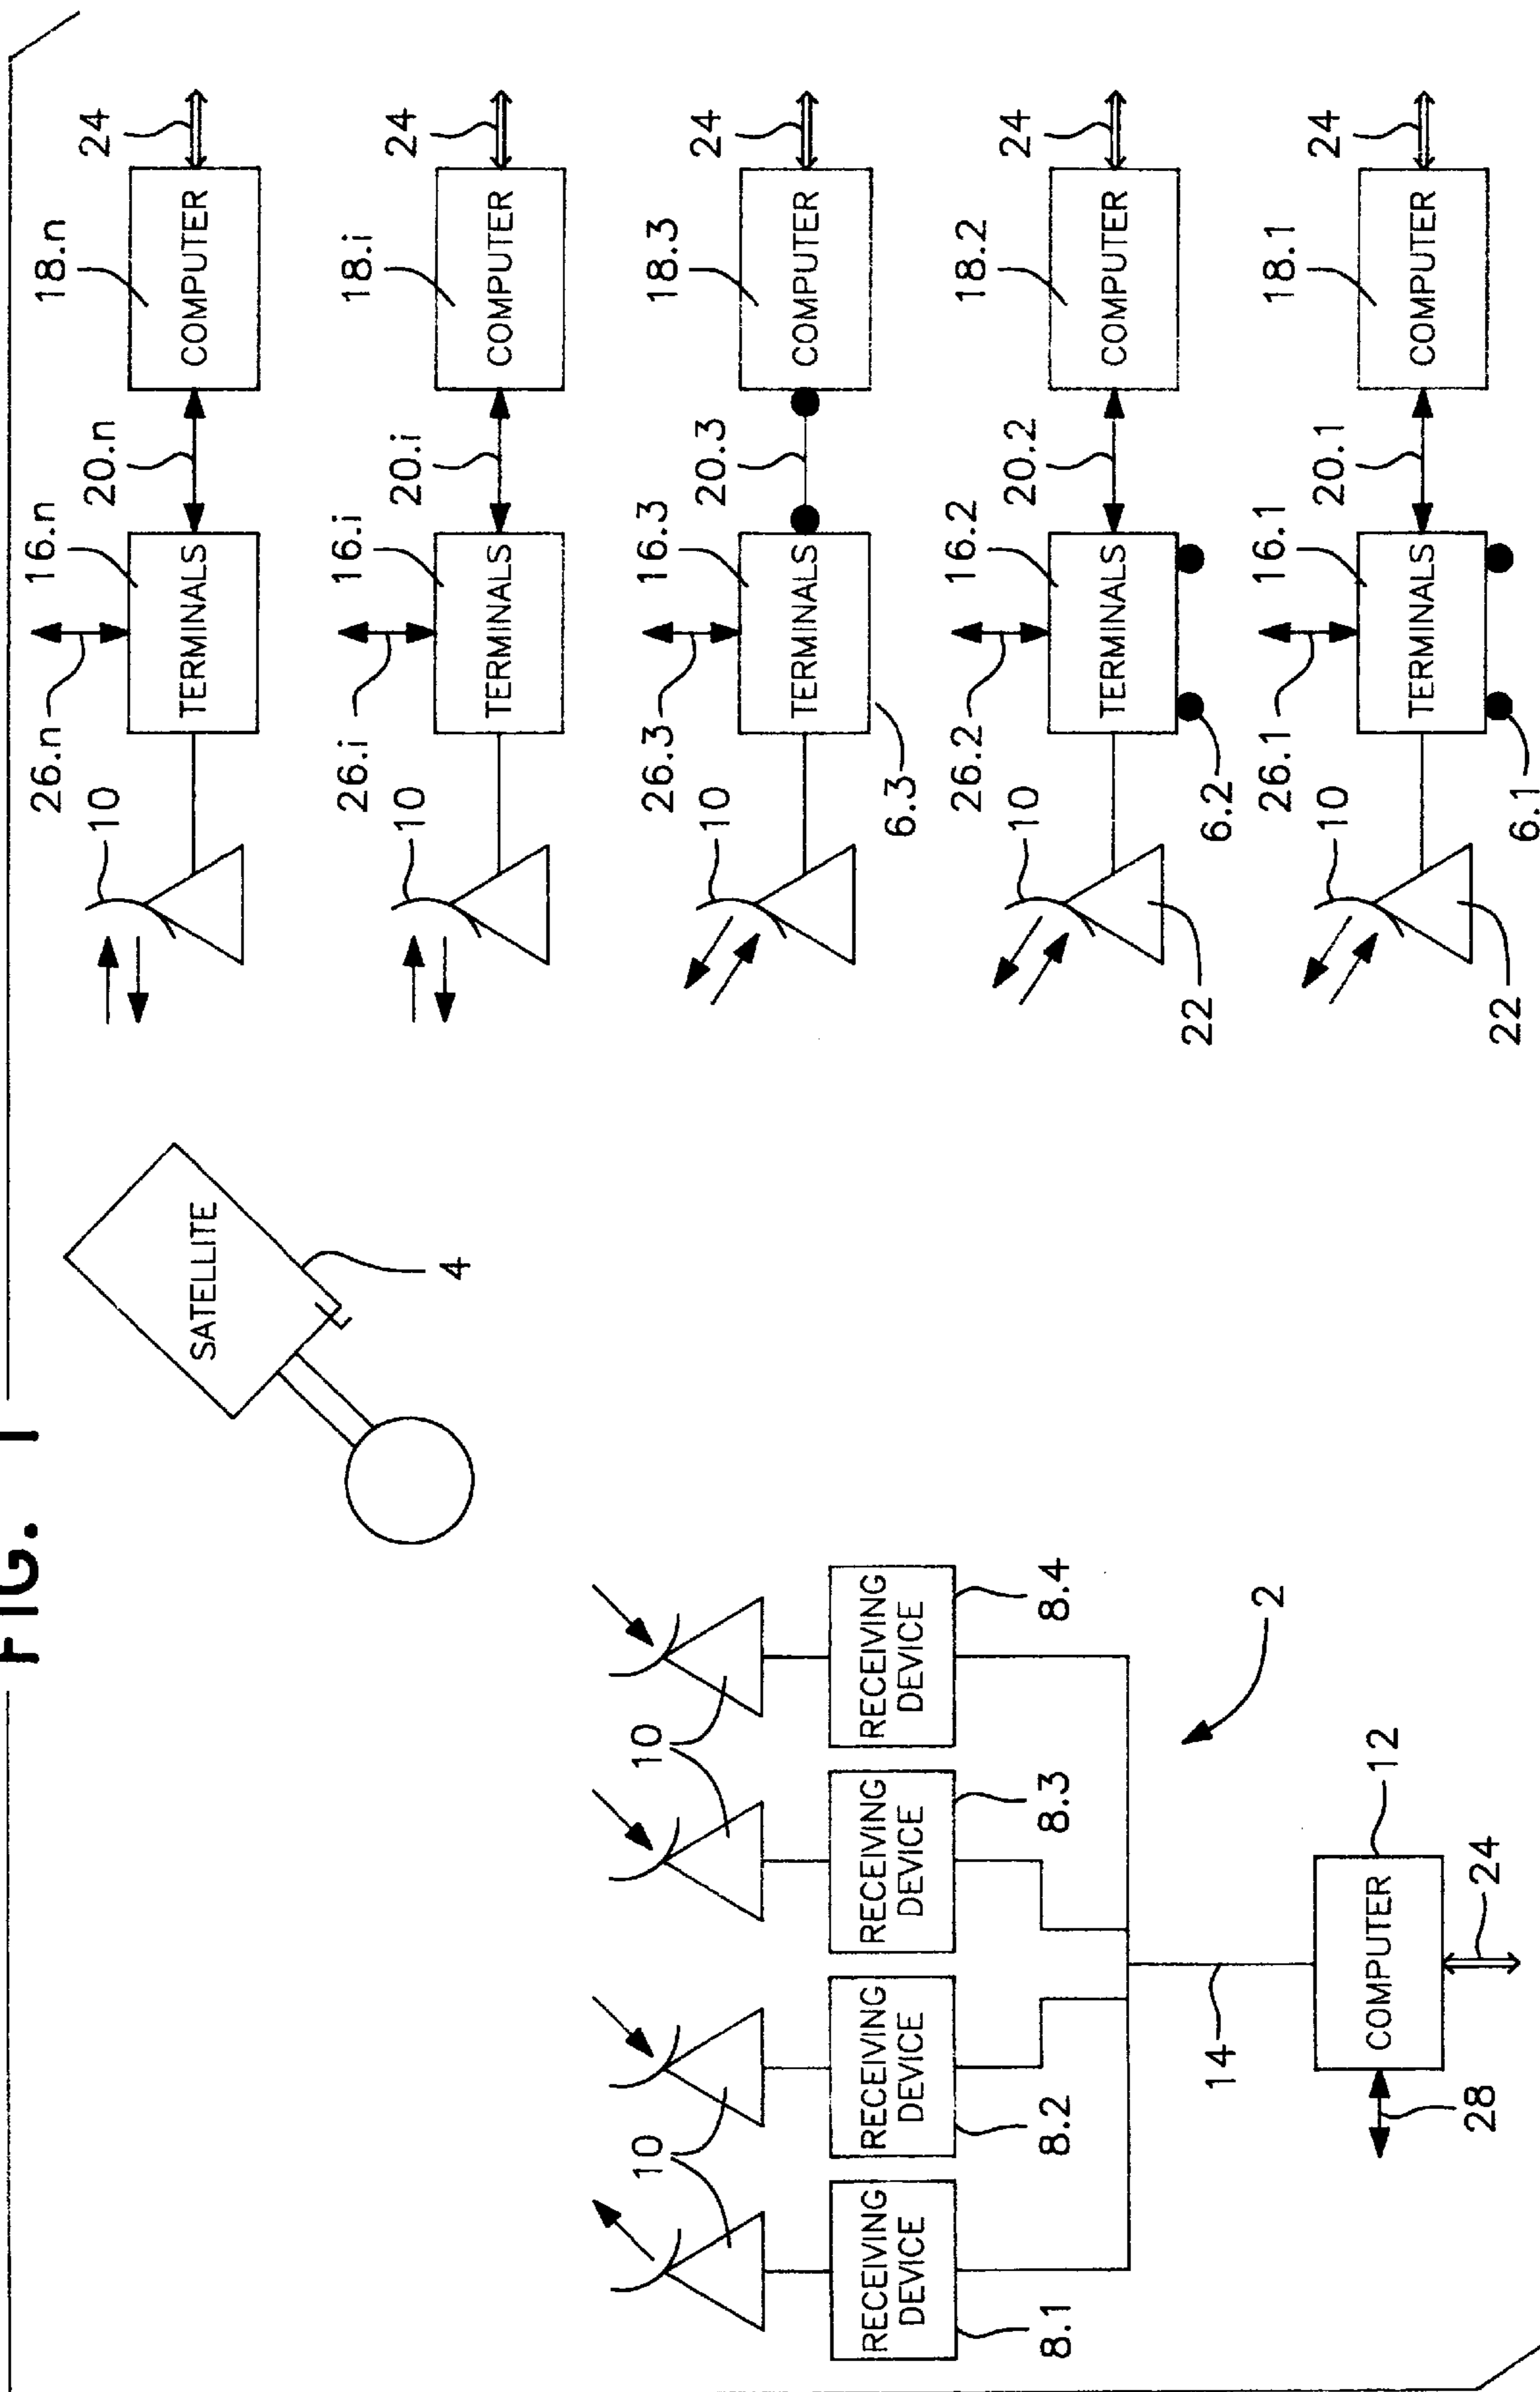 FIG. 1
10
26.n
16.n
TERMINALS
20.n
18.n
COMPUTER
24
10
26.i
16.i
TERMINALS
20.i
18.i
COMPUTER
24
10
26.3
16.3
TERMINALS
6.3
20.3
18.3
COMPUTER
24
10
22
26.2
16.2
TERMINALS
6.2
20.2
18.2
COMPUTER
24
10
22
26.1
16.1
TERMINALS
6.1
20.1
18.1
COMPUTER
24
SATELLITE
4
10
10
RECEIVING
DEVICE
8.1
RECEIVING
DEVICE
8.2
RECEIVING
DEVICE
8.3
RECEIVING
DEVICE
8.4
2
14
COMPUTER
12
28
24